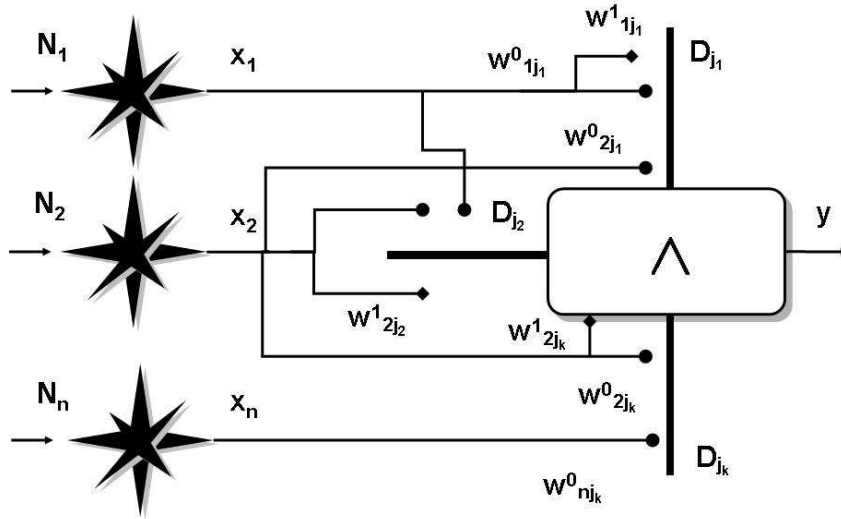 w¹₁ⱼ₁
N₁ x₁ w⁰₁ⱼ₁ Dⱼ₁
w⁰₂ⱼ₁
N₂ x₂ Dⱼ₂ y
∧
w¹₂ⱼ₂ w¹₂ⱼₖ
Nₙ xₙ w⁰₂ⱼₖ
Dⱼₖ
w⁰ₙⱼₖ